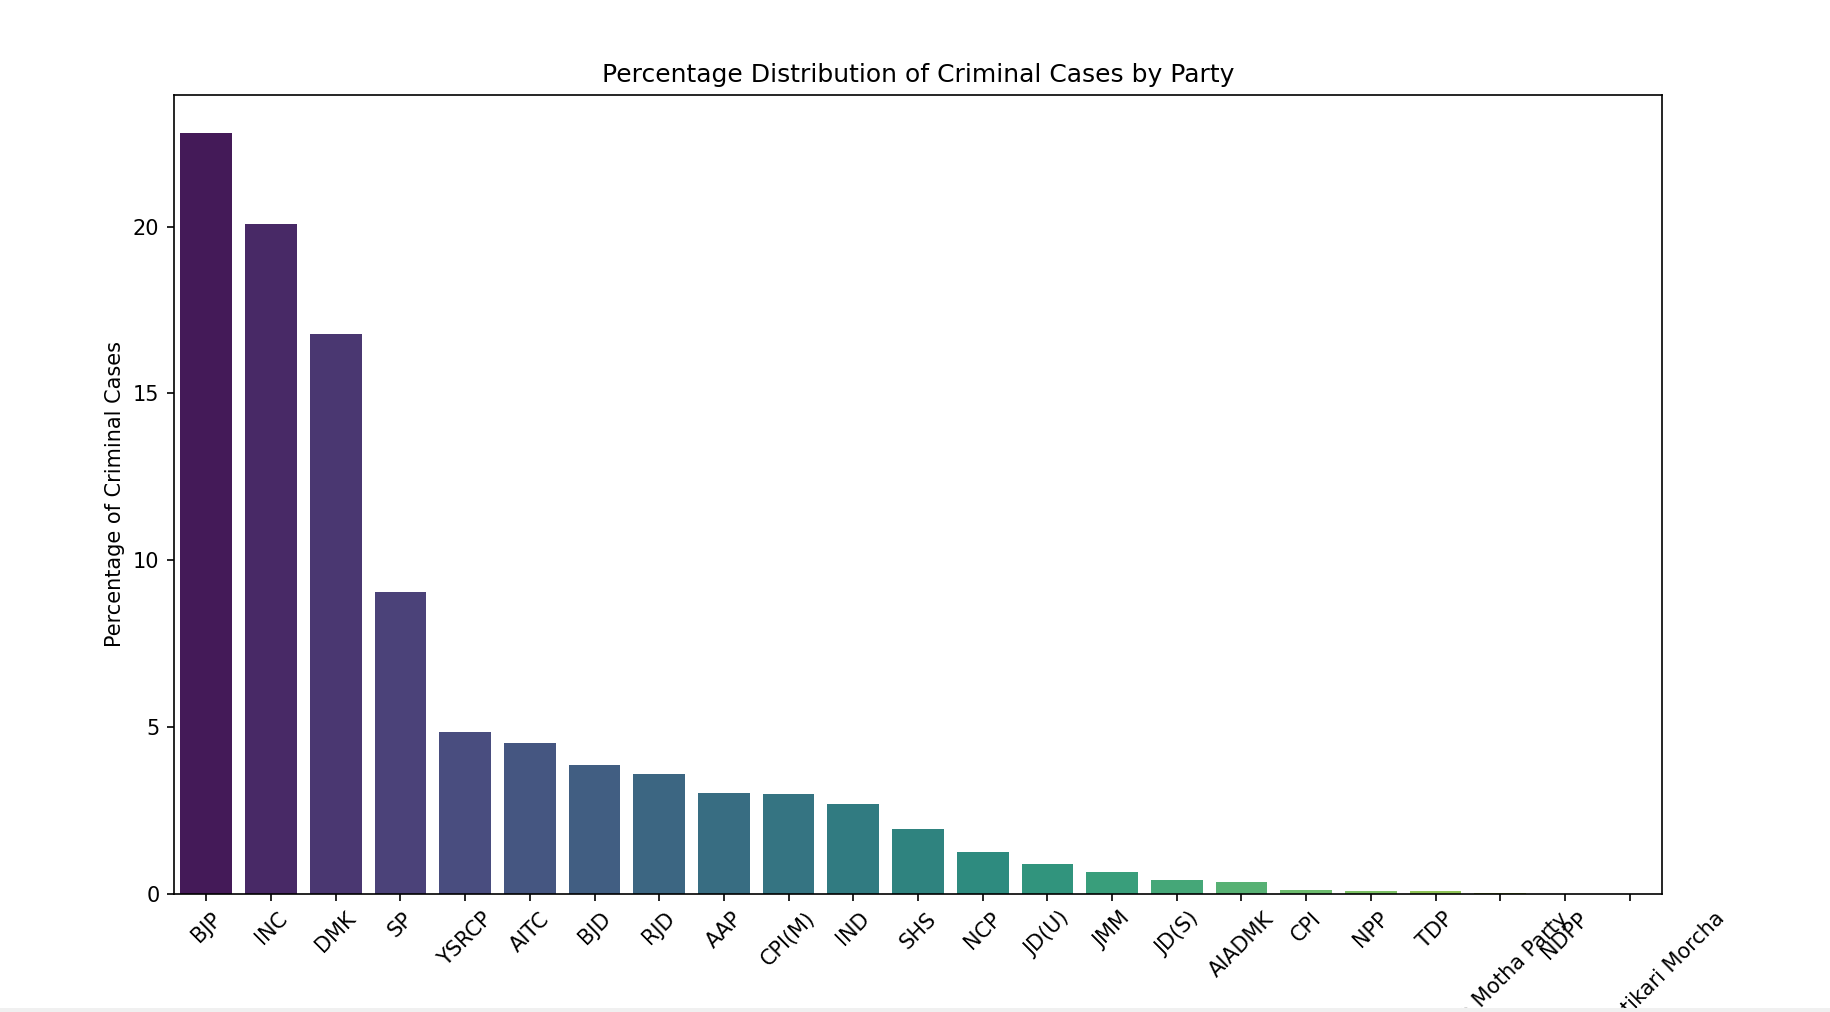 Percentage Distribution of Criminal Cases by Party
Percentage of Criminal Cases
20
15
10
5
0
BJP
INC
DMK
SP
YSRCP
AITC
BJD
RJD
AAP
CPI(M)
IND
SHS
NCP
JD(U)
JMM
JD(S)
AIADMK
CPI
NPP
TDP
Motha Party
NDPP
tikari Morcha